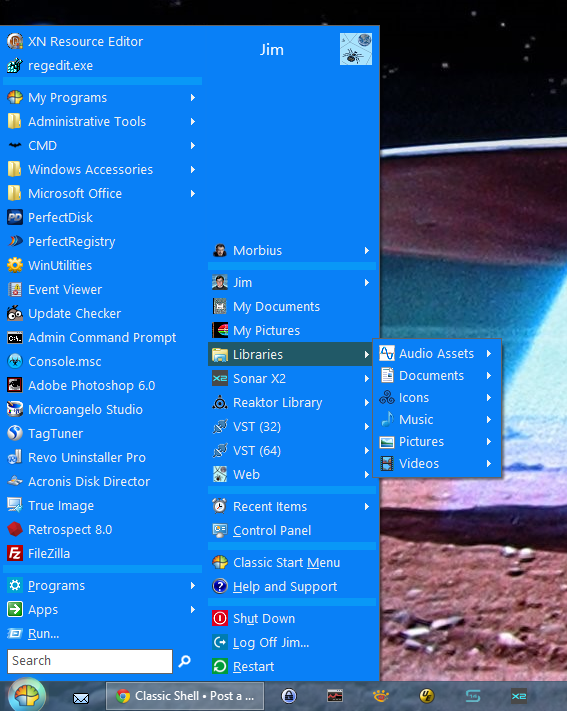 XN Resource Editor
regedit.exe
My Programs
Administrative Tools
CMD
Windows Accessories
Microsoft Office
PerfectDisk
PerfectRegistry
WinUtilities
Event Viewer
Update Checker
Admin Command Prompt
Console.msc
Adobe Photoshop 6.0
Microangelo Studio
TagTuner
Revo Uninstaller Pro
Acronis Disk Director
True Image
Retrospect 8.0
FileZilla
Programs
Apps
Run...
Search
Jim
Morbius
Jim
My Documents
My Pictures
Libraries
Sonar X2
Reaktor Library
VST (32)
VST (64)
Web
Recent Items
Control Panel
Classic Start Menu
Help and Support
Shut Down
Log Off Jim...
Restart
Audio Assets
Documents
Icons
Music
Pictures
Videos
Classic Shell • Post a ...
X2